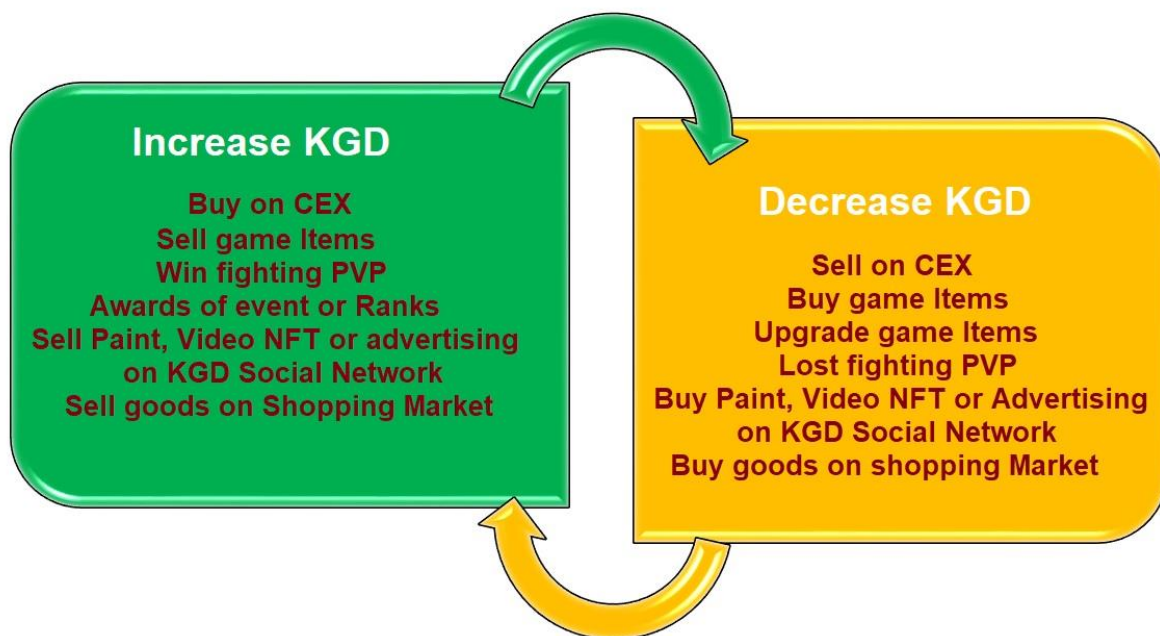 Increase KGD
Buy on CEX
Sell game Items
Win fighting PVP
Awards of event or Ranks
Sell Paint, Video NFT or advertising
on KGD Social Network
Sell goods on Shopping Market
Decrease KGD
Sell on CEX
Buy game Items
Upgrade game Items
Lost fighting PVP
Buy Paint, Video NFT or Advertising
on KGD Social Network
Buy goods on shopping Market